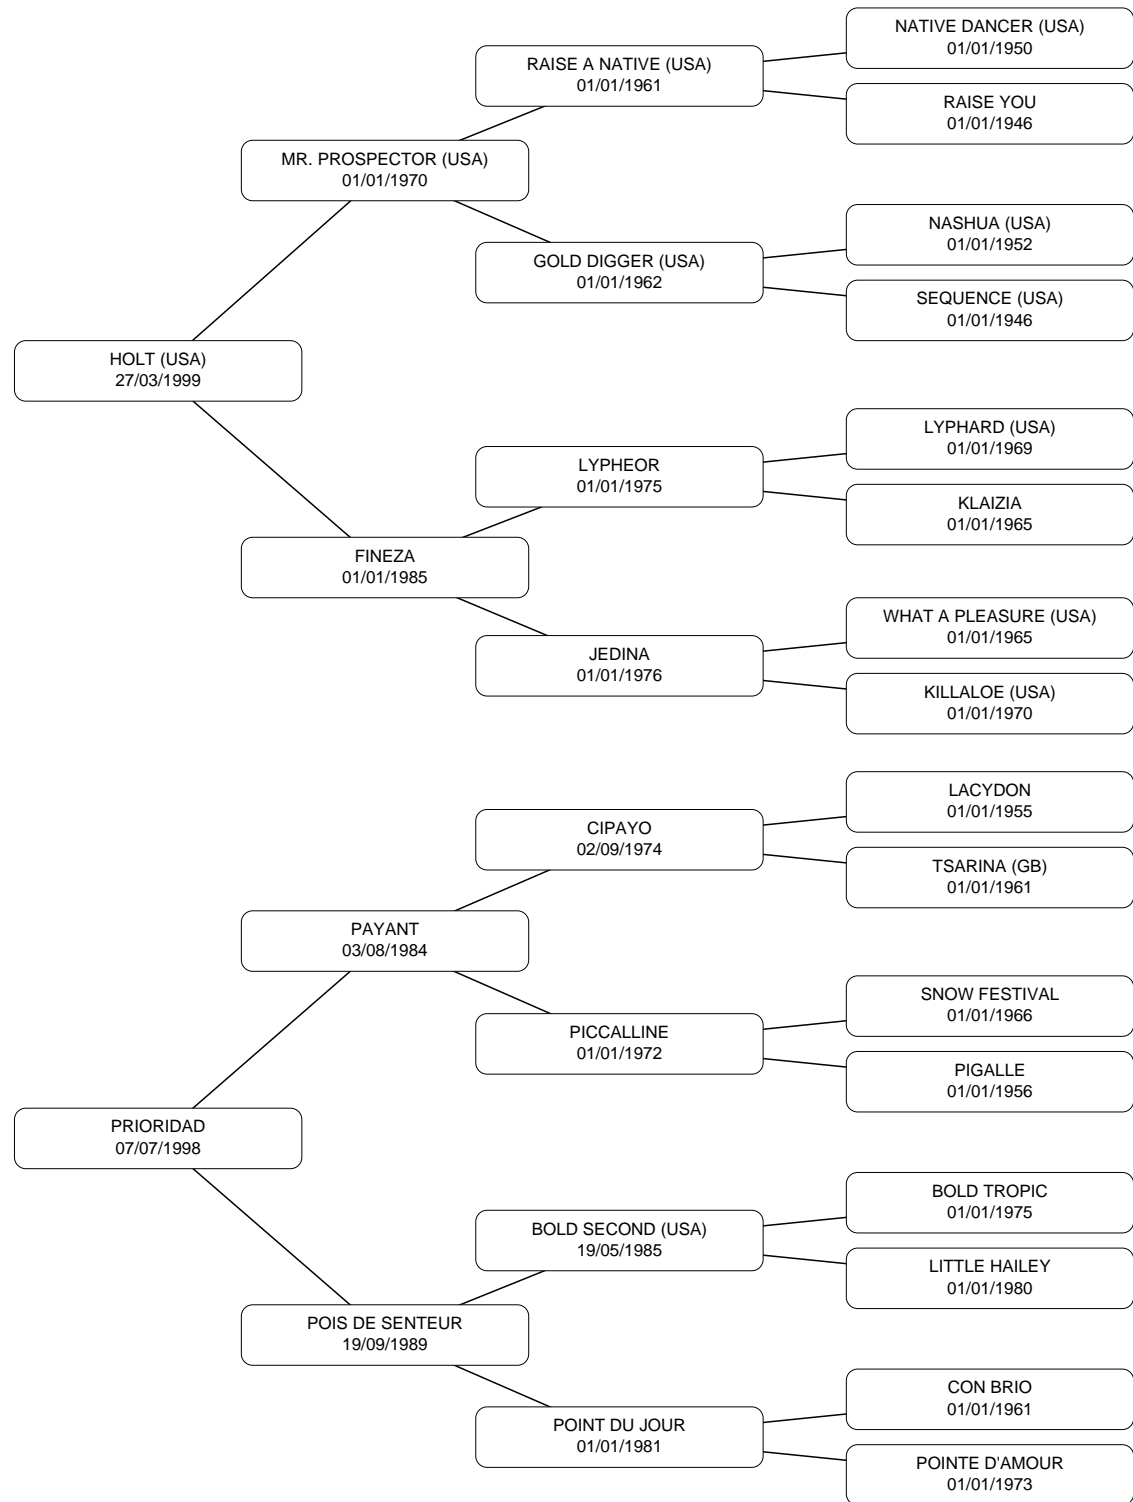 NATIVE DANCER (USA)
01/01/1950
RAISE A NATIVE (USA)
01/01/1961
RAISE YOU
01/01/1946
MR. PROSPECTOR (USA)
01/01/1970
NASHUA (USA)
01/01/1952
GOLD DIGGER (USA)
01/01/1962
SEQUENCE (USA)
01/01/1946
HOLT (USA)
27/03/1999
LYPHARD (USA)
01/01/1969
LYPHEOR
01/01/1975
KLAIZIA
01/01/1965
FINEZA
01/01/1985
WHAT A PLEASURE (USA)
01/01/1965
JEDINA
01/01/1976
KILLALOE (USA)
01/01/1970
LACYDON
01/01/1955
CIPAYO
02/09/1974
TSARINA (GB)
01/01/1961
PAYANT
03/08/1984
SNOW FESTIVAL
01/01/1966
PICCALLINE
01/01/1972
PIGALLE
01/01/1956
PRIORIDAD
07/07/1998
BOLD TROPIC
01/01/1975
BOLD SECOND (USA)
19/05/1985
LITTLE HAILEY
01/01/1980
POIS DE SENTEUR
19/09/1989
CON BRIO
01/01/1961
POINT DU JOUR
01/01/1981
POINTE D'AMOUR
01/01/1973